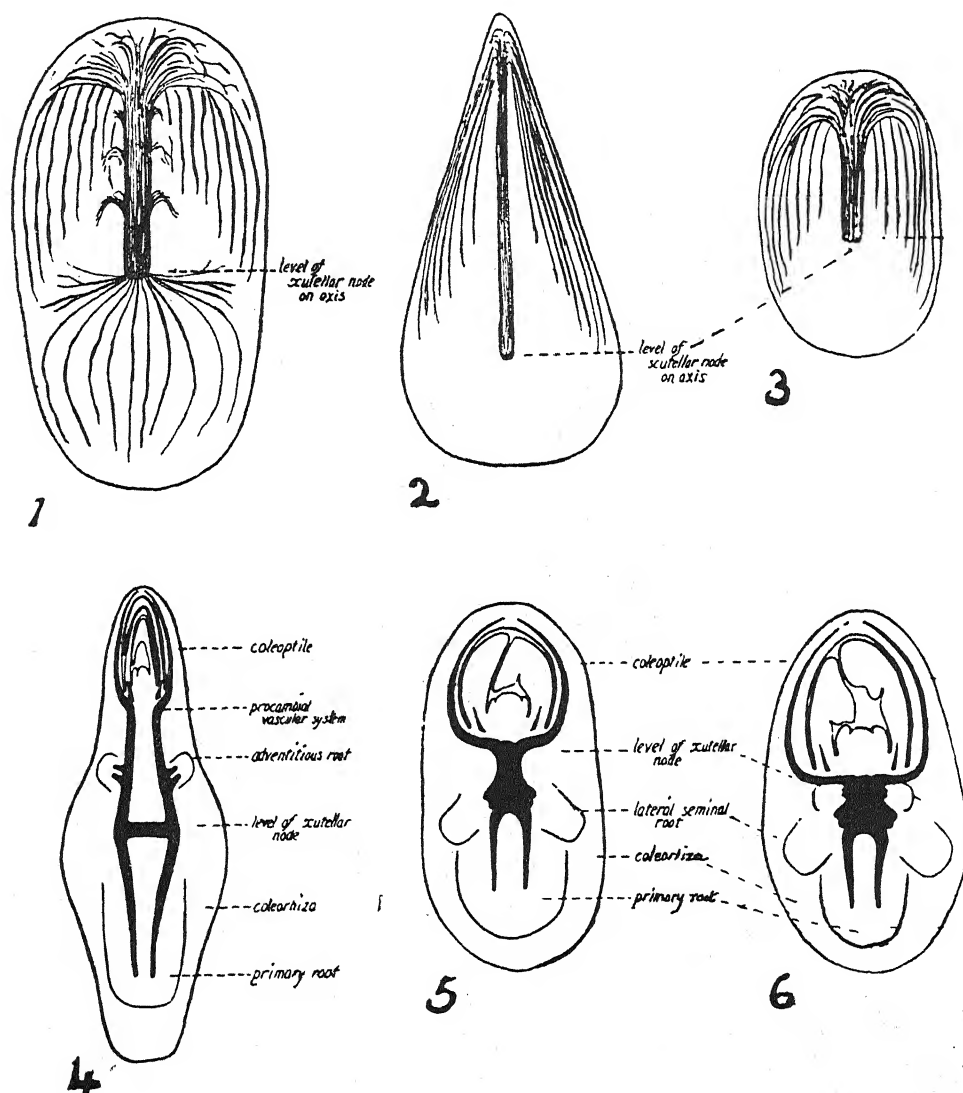 level of
scutellar node
on axis
1
level of
scutellar node
on axis
2
3
coleoptile
procambial
vascular system
adventitious root
level of scutellar
node
coleorhiza
primary root
4
coleoptile
level of scutellar
node
lateral seminal
root
coleorhiza
primary root
5
6